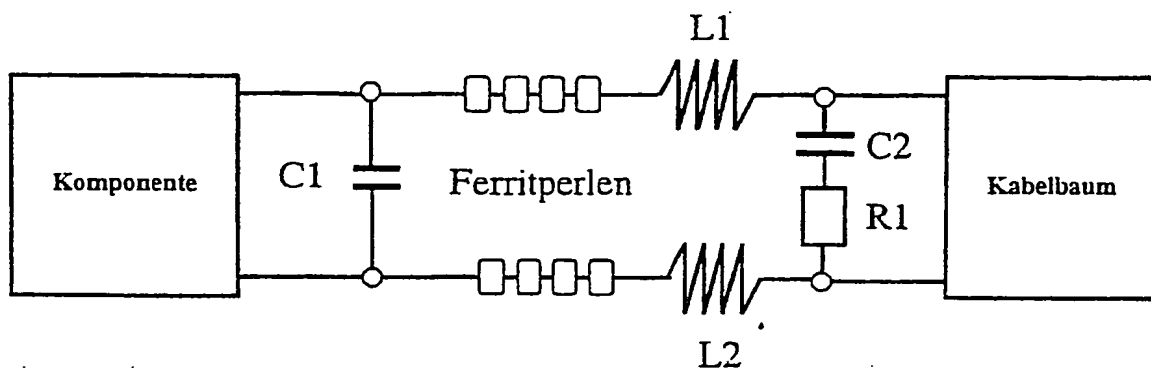 L1
Komponente
C1
Ferritperlen
C2
R1
Kabelbaum
L2